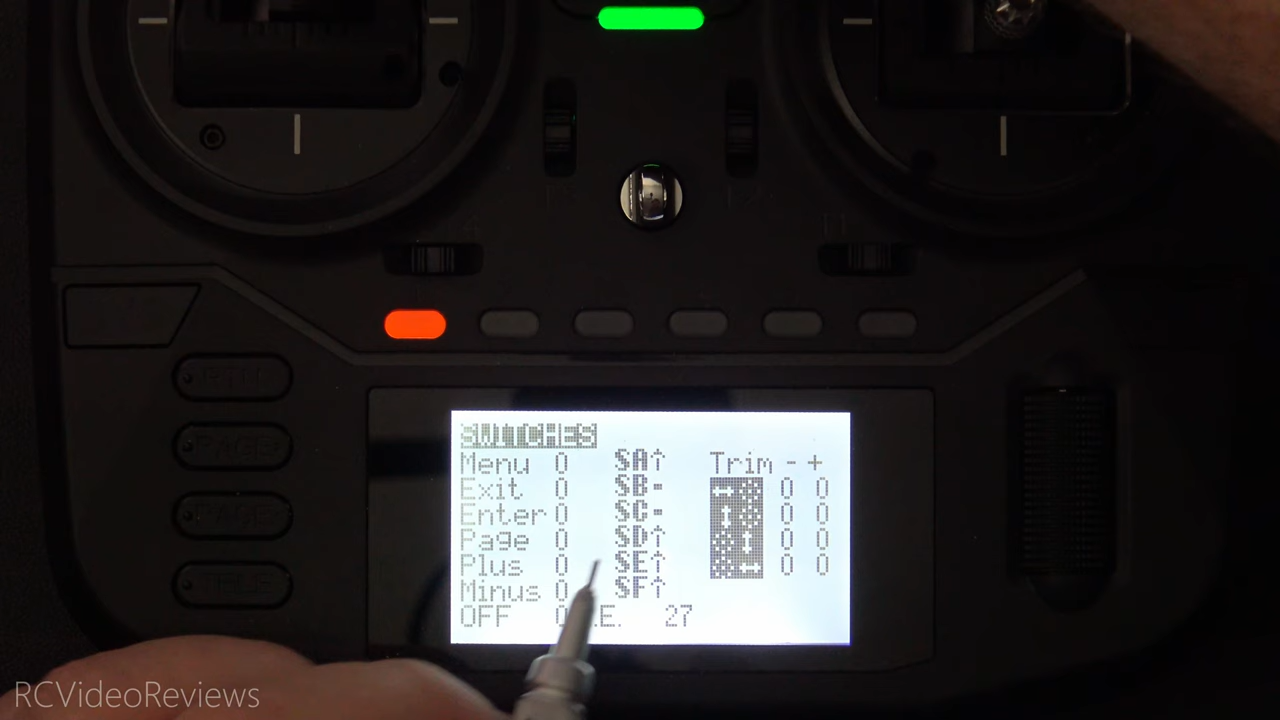 SWITCHES
Menu 0 SA↑ Trim - +
Exit 0 SB- 0 0
Enter 0 SC- 0 0
Page 0 SD↑ 0 0
Plus 0 SE↑ 0 0
Minus 0 SF↑
OFF 0 .E. 27
RCVideoReviews